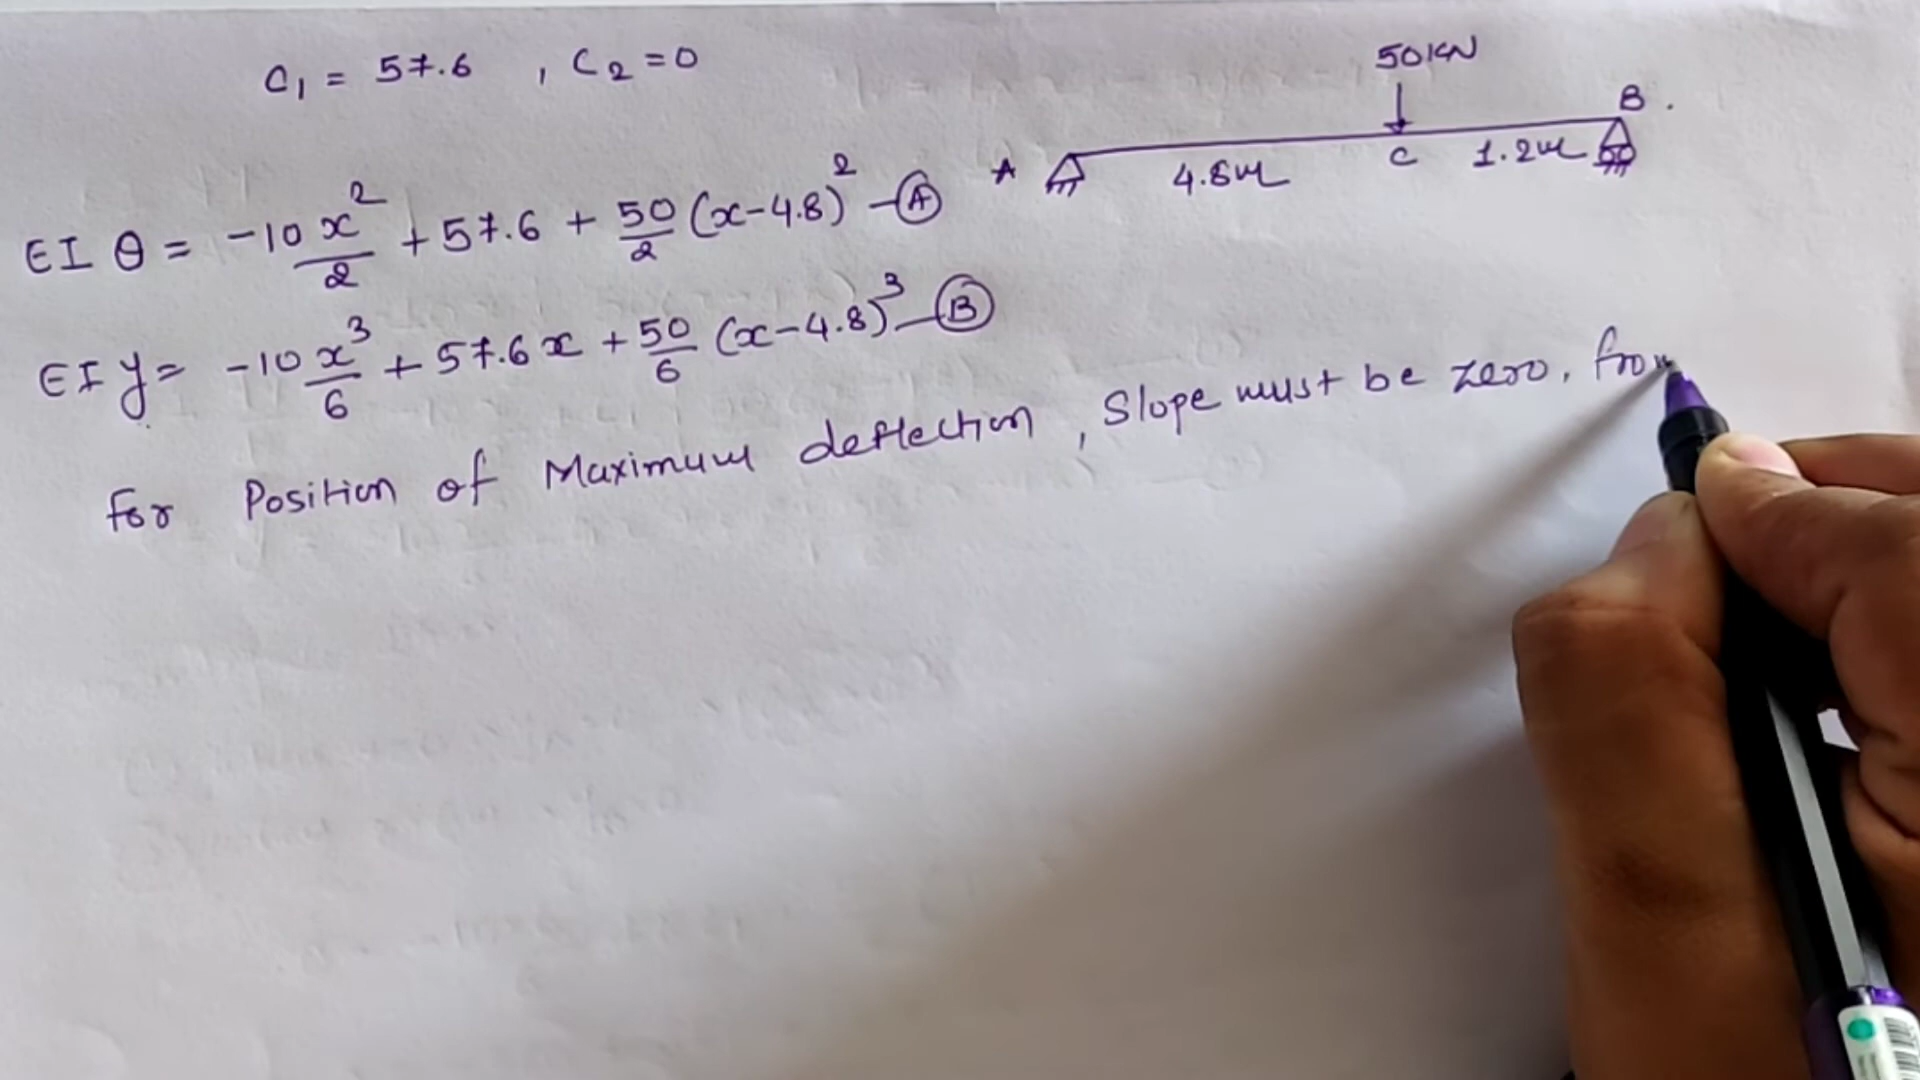 C₁ = 57.6 , C₂ = 0
50KN
B .
A
4.8m
C
1.2m
EI θ = -10 x²/2 + 57.6 + 50/2 (x-4.8)² - Ⓐ
EI y = -10 x³/6 + 57.6 x + 50/6 (x-4.8)³ - Ⓑ
For Position of Maximum deflection , Slope must be zero. from